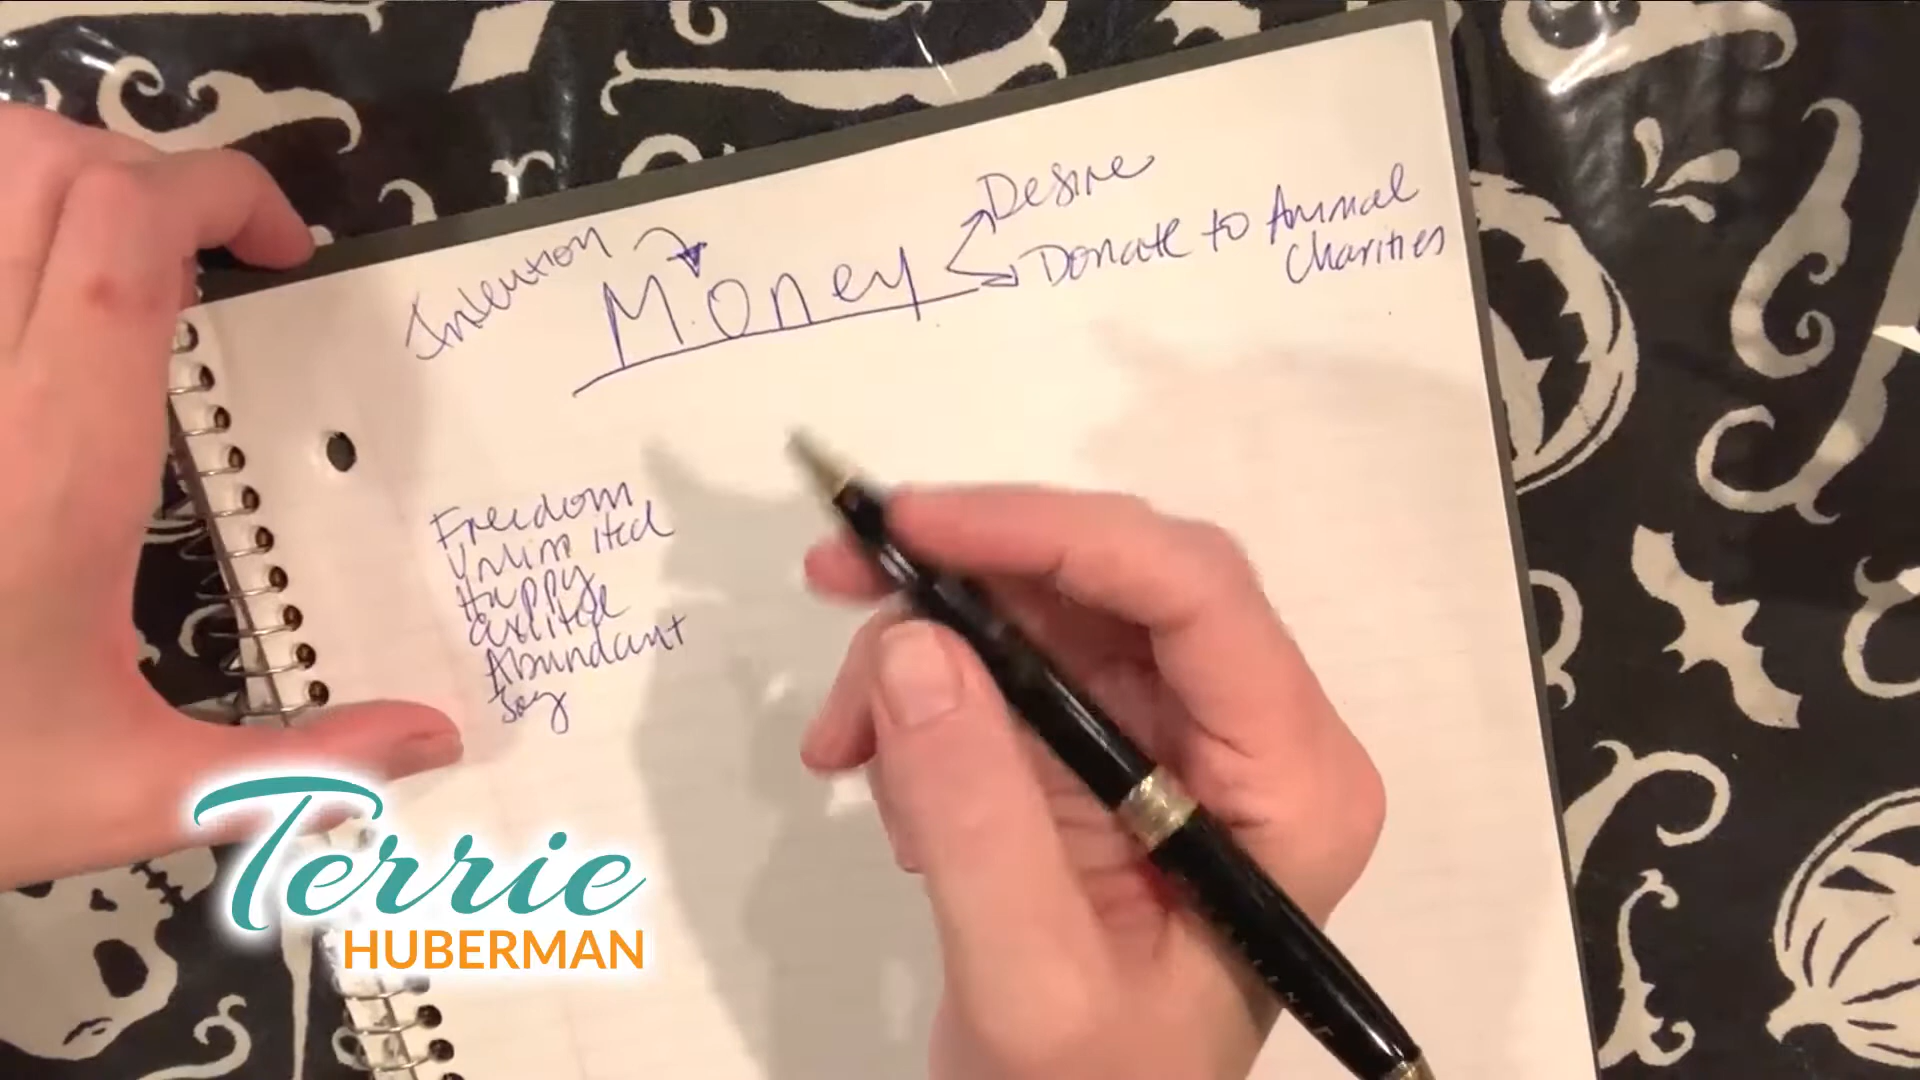 Intention
Money
Desire
Donate to Animal
Charities
Freedom
Unlimited
Happy
Abundant
Joy
Terrie
HUBERMAN